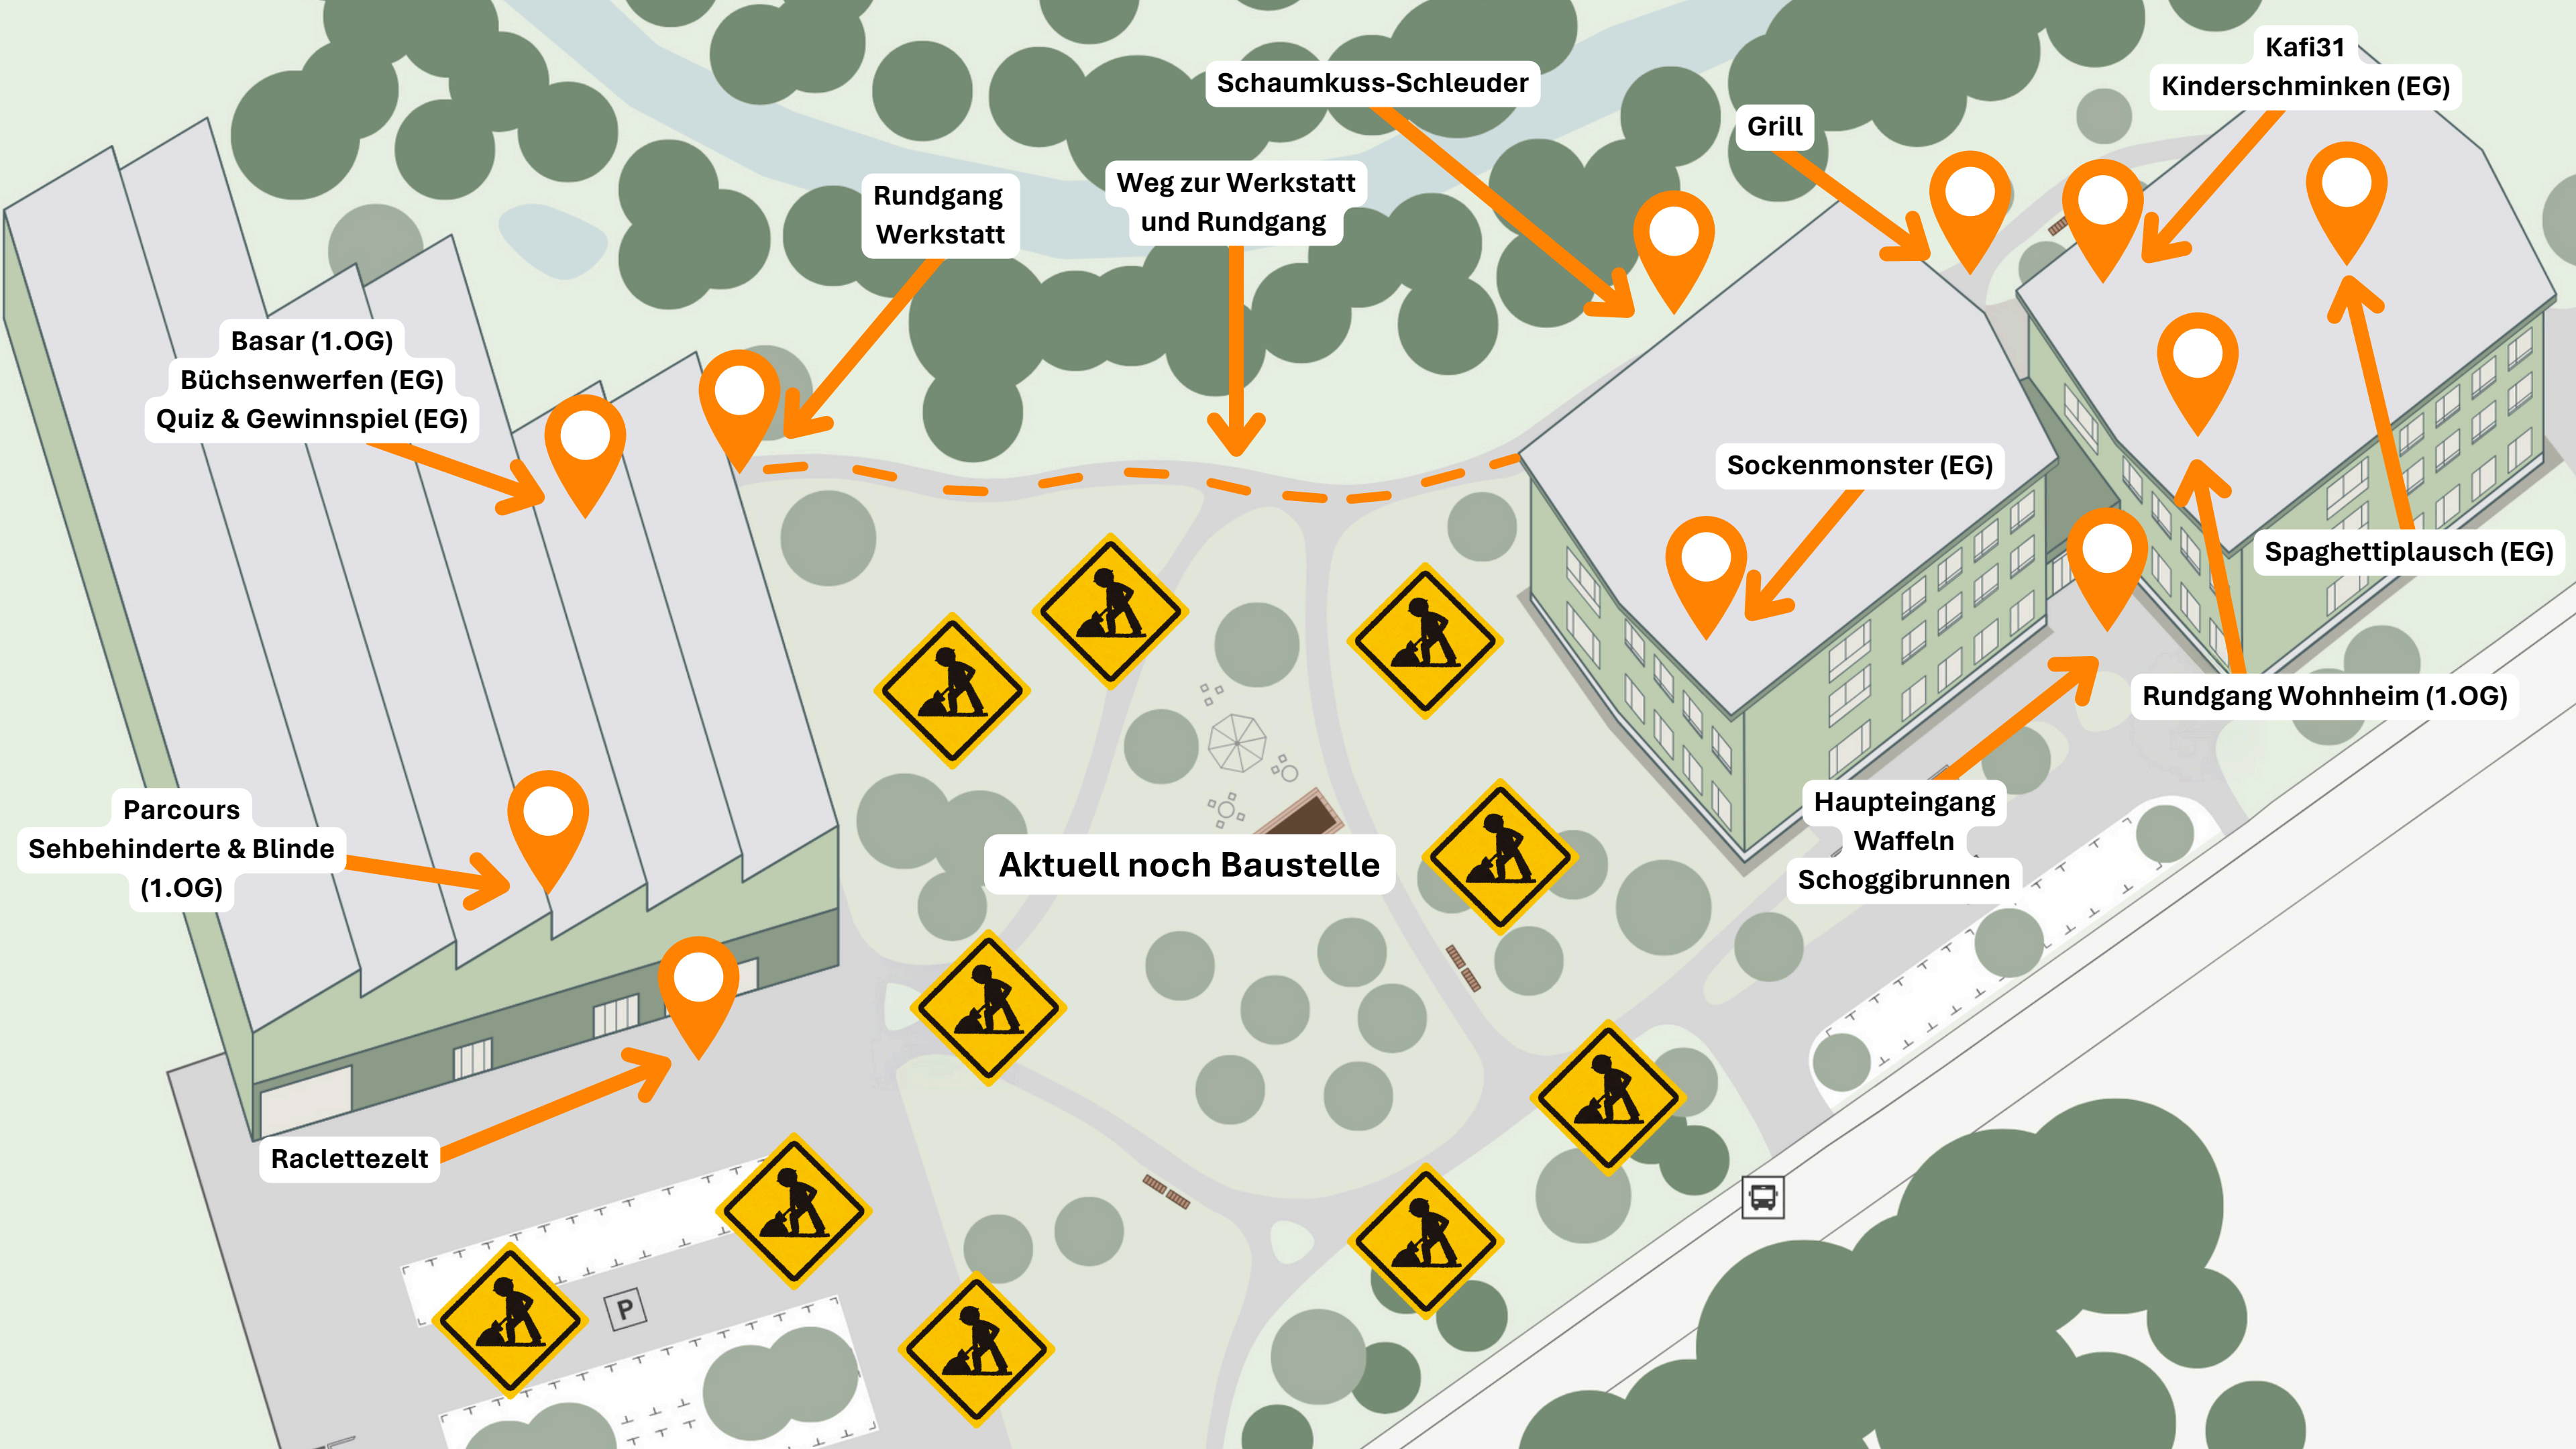 Kafi31
Kinderschminken (EG)
Schaumkuss-Schleuder
Grill
Weg zur Werkstatt
und Rundgang
Rundgang
Werkstatt
Basar (1.OG)
Büchsenwerfen (EG)
Quiz & Gewinnspiel (EG)
Sockenmonster (EG)
Spaghettiplausch (EG)
Rundgang Wohnheim (1.OG)
Haupteingang
Waffeln
Schoggibrunnen
Parcours
Sehbehinderte & Blinde
(1.OG)
Aktuell noch Baustelle
Raclettezelt
P